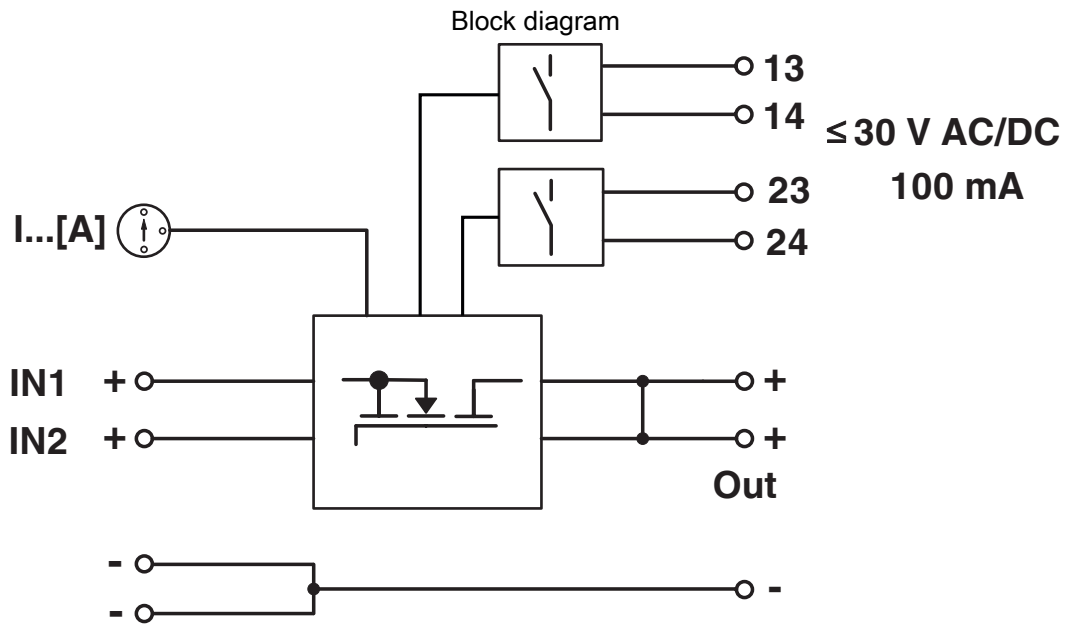 Block diagram
13
14
≤ 30 V AC/DC
100 mA
23
24
I...[A]
IN1 +
+
IN2 +
+
Out
-
-
-